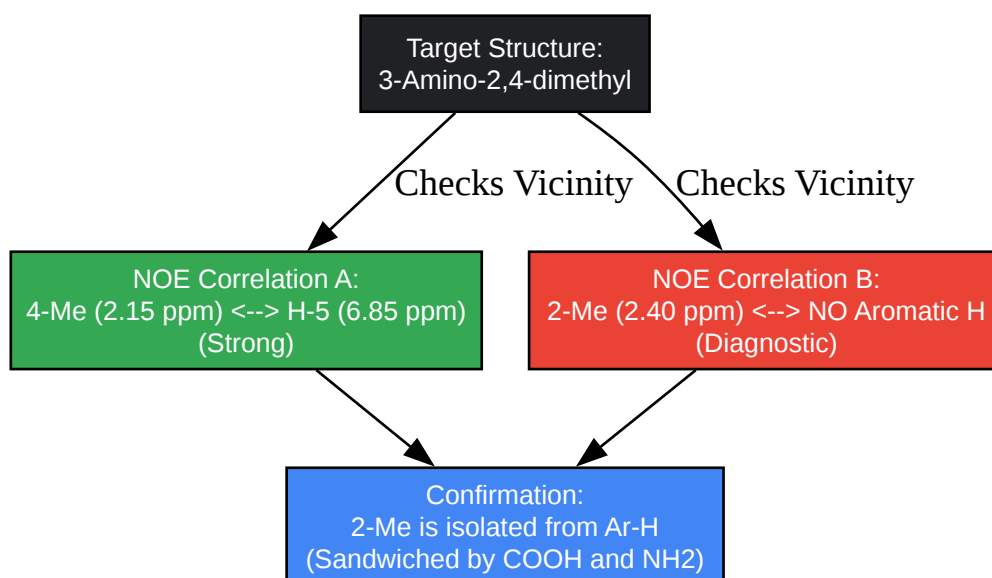 Target Structure:
3-Amino-2,4-dimethyl
Checks Vicinity
Checks Vicinity
NOE Correlation A:
4-Me (2.15 ppm) <--> H-5 (6.85 ppm)
(Strong)
NOE Correlation B:
2-Me (2.40 ppm) <--> NO Aromatic H
(Diagnostic)
Confirmation:
2-Me is isolated from Ar-H
(Sandwiched by COOH and NH2)